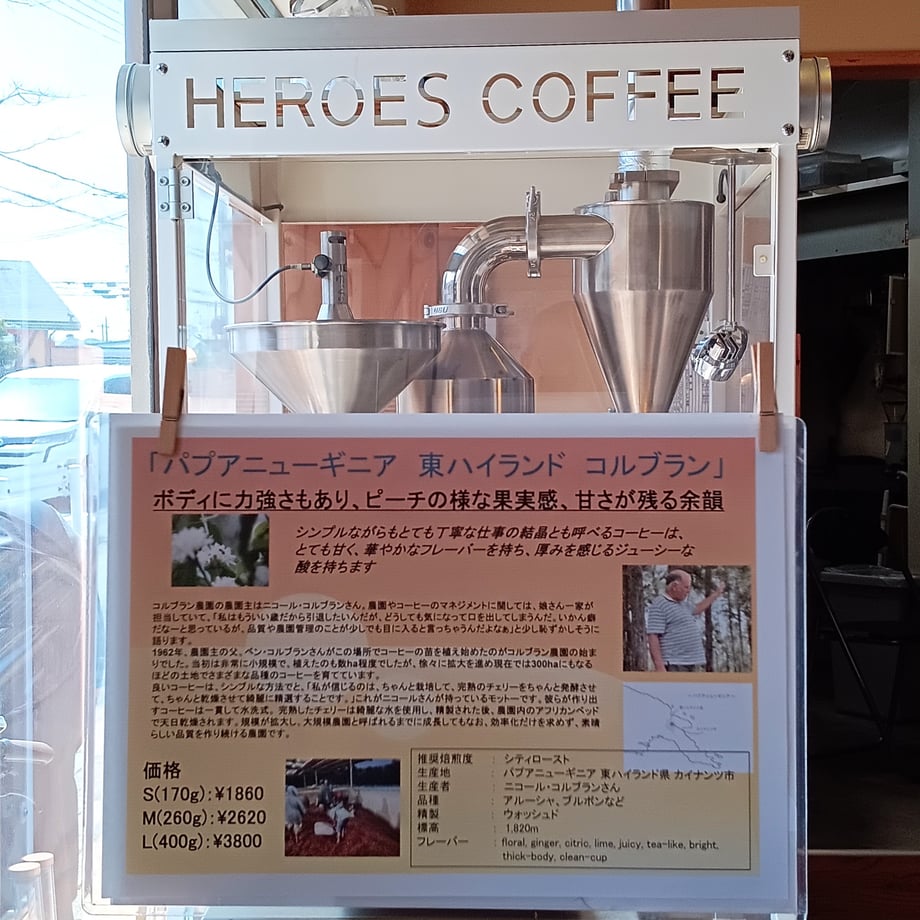 HEROES COFFEE
「パプアニューギニア 東ハイランド コルブラン」
ボディに力強さもあり、ピーチの様な果実感、甘さが残る余韻
シンプルながらもとても丁寧な仕事の結晶とも呼べるコーヒーは、
とても甘く、華やかなフレーバーを持ち、厚みを感じるジューシーな
酸を持ちます
コルブラン農園の農園主はニコール・コルブランさん。農園やコーヒーのマネジメントに関しては、娘さん一家が
担当していて、「私はもういい歳だから引退したいんだが、どうしても気になって口を出してしまうんだ。いかん癖
だなーと思っているが、品質や農園管理のことが少しでも目に入ると言っちゃうんだよなぁ」と少し恥ずかしそうに
語ります。
1962年。農園主の父、ベン・コルブランさんがこの場所でコーヒーの苗を植え始めたのがコルブラン農園の始ま
りでした。当初は非常に小規模で、植えたのも数ha程度でしたが、徐々に拡大を進め現在では300haにもなる
ほどの土地でさまざまな品種のコーヒーを育てています。
良いコーヒーは、シンプルな方法でと、「私が信じるのは、ちゃんと栽培して、完熟のチェリーをちゃんと発酵させ
て、ちゃんと乾燥させて綺麗に精選することです。」これがニコールさんが持っているモットーです。彼らが作り出
すコーヒーは一貫して水洗式。完熟したチェリーは綺麗な水を使用し、精製された後、農園内のアフリカンベッド
で天日乾燥されます。規模が拡大し、大規模農園と呼ばれるまでに成長してもなお、効率化だけを求めず、素晴
らしい品質を作り続ける農園です。
価格
S(170g):¥1860
M(260g):¥2620
L(400g):¥3800
推奨焙煎度 : シティロースト
生産地 : パプアニューギニア 東ハイランド県 カイナンツ市
生産者 : ニコール・コルブランさん
品種 : アルーシャ、ブルボンなど
精製 : ウォッシュド
標高 : 1,820m
フレーバー : floral, ginger, citric, lime, juicy, tea-like, bright,
thick-body, clean-cup